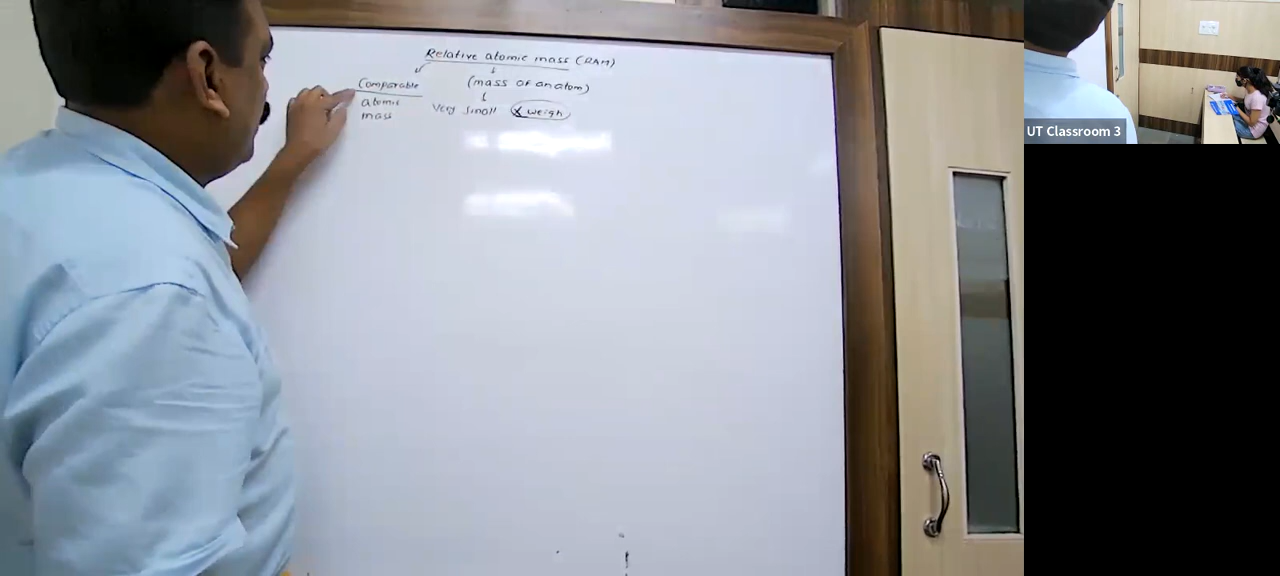 Relative atomic mass (RAM)
Comparable (mass of an atom)
atomic Very small X weigh
mass
UT Classroom 3